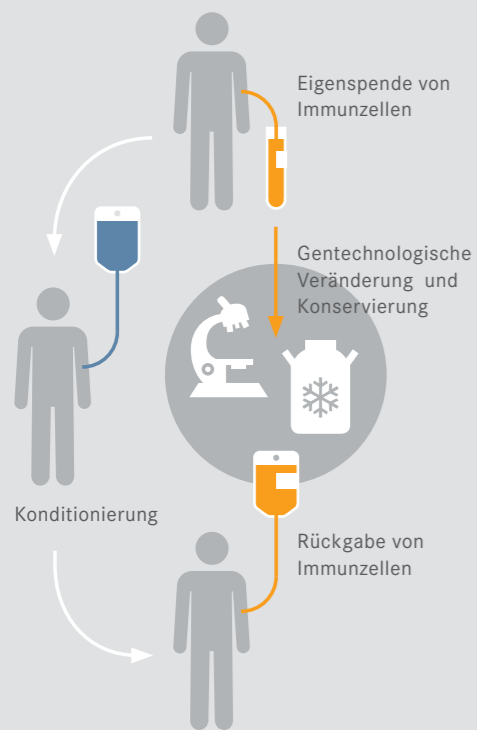 Eigenspende von
Immunzellen
Gentechnologische
Veränderung und
Konservierung
Konditionierung
Rückgabe von
Immunzellen